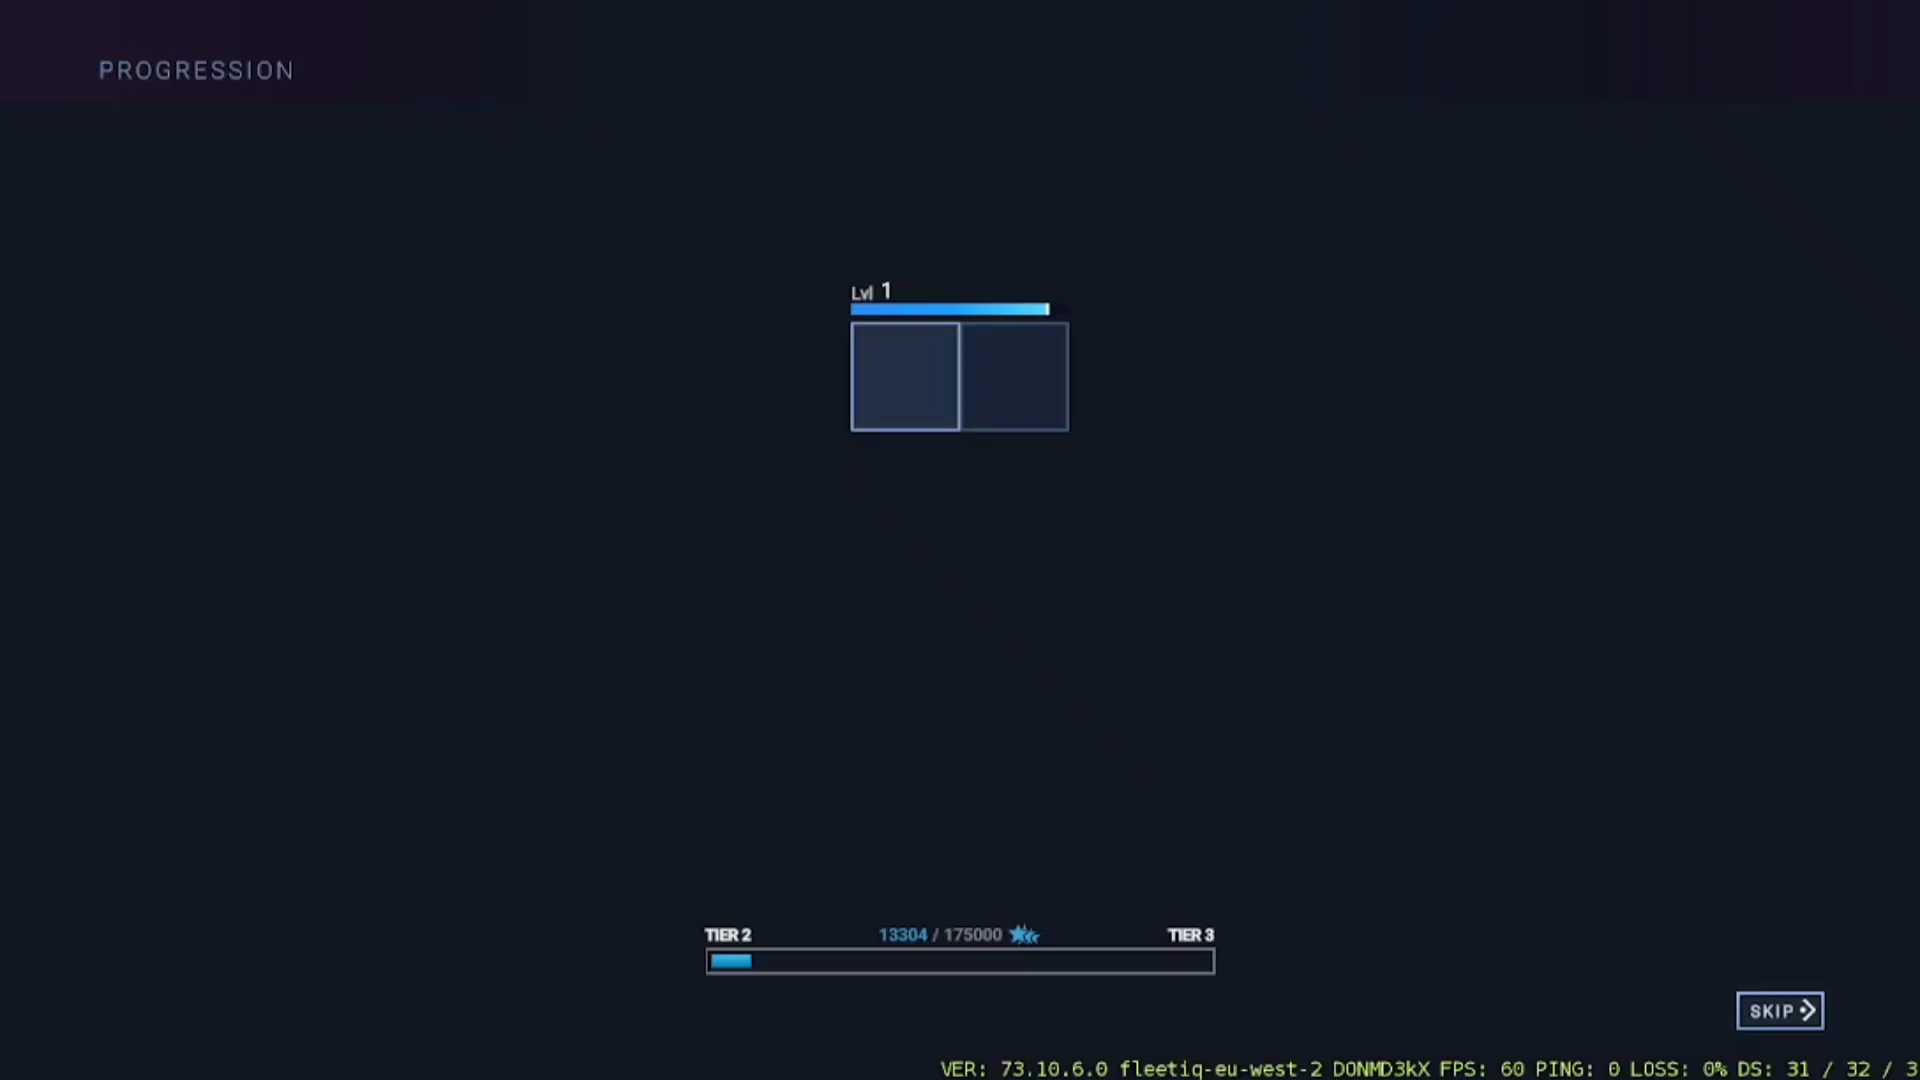 PROGRESSION
Lvl 1
TIER 2 13304 / 175000 TIER 3
SKIP
VER: 73.10.6.0 fleetiq-eu-west-2 DONMD3kX FPS: 60 PING: 0 LOSS: 0% DS: 31 / 32 / 3